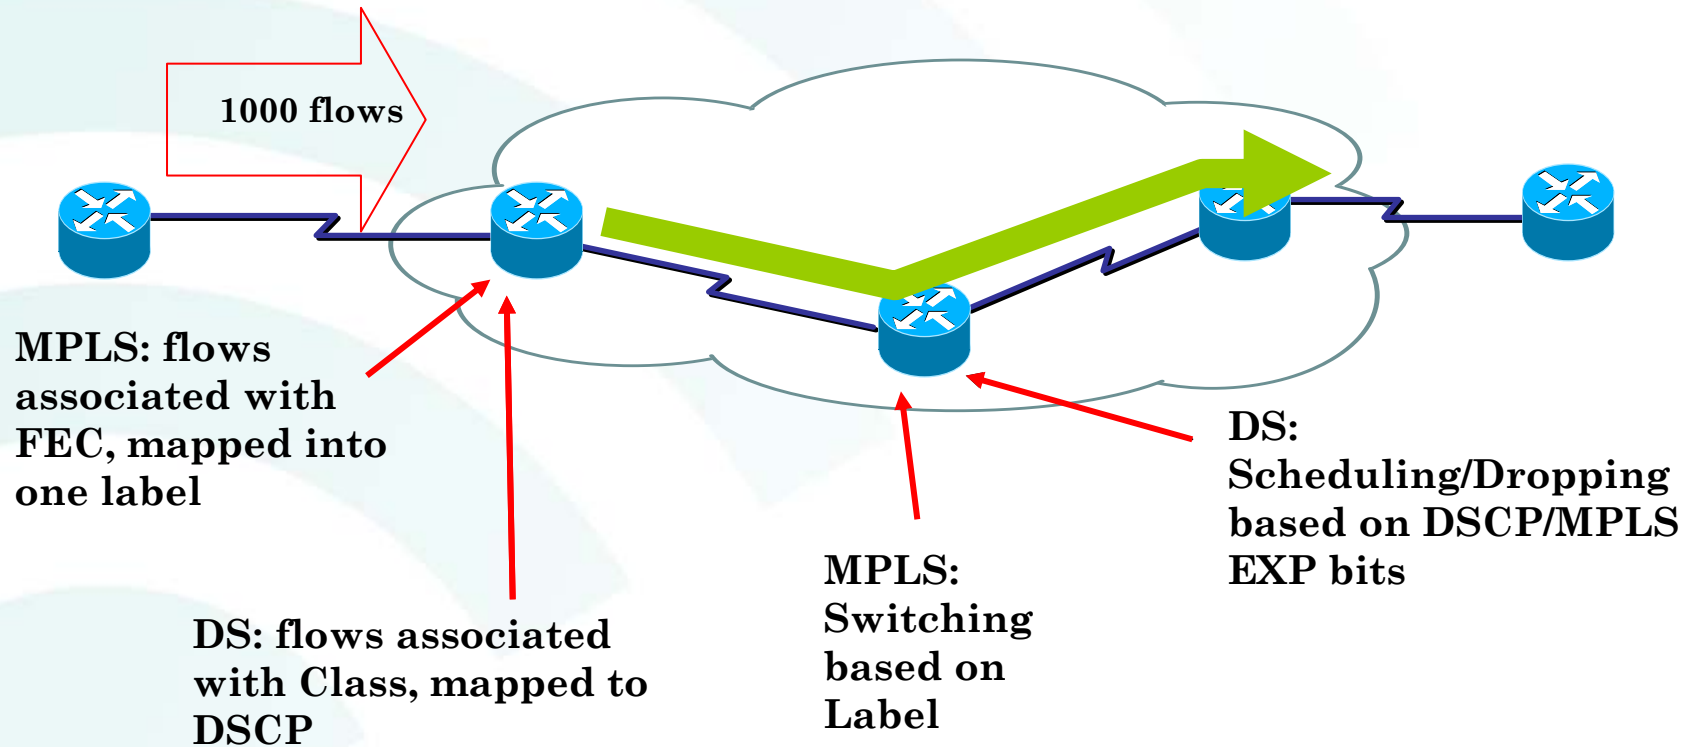 1000 flows
MPLS: flows
associated with
FEC, mapped into
one label
DS: flows associated
with Class, mapped to
DSCP
MPLS:
Switching
based on
Label
DS:
Scheduling/Dropping
based on DSCP/MPLS
EXP bits